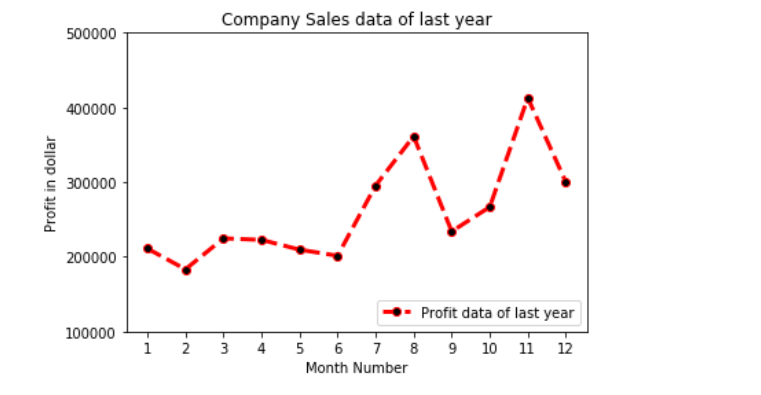 Company Sales data of last year
500000
400000
300000
200000
100000
Profit in dollar
Profit data of last year
1 2 3 4 5 6 7 8 9 10 11 12
Month Number